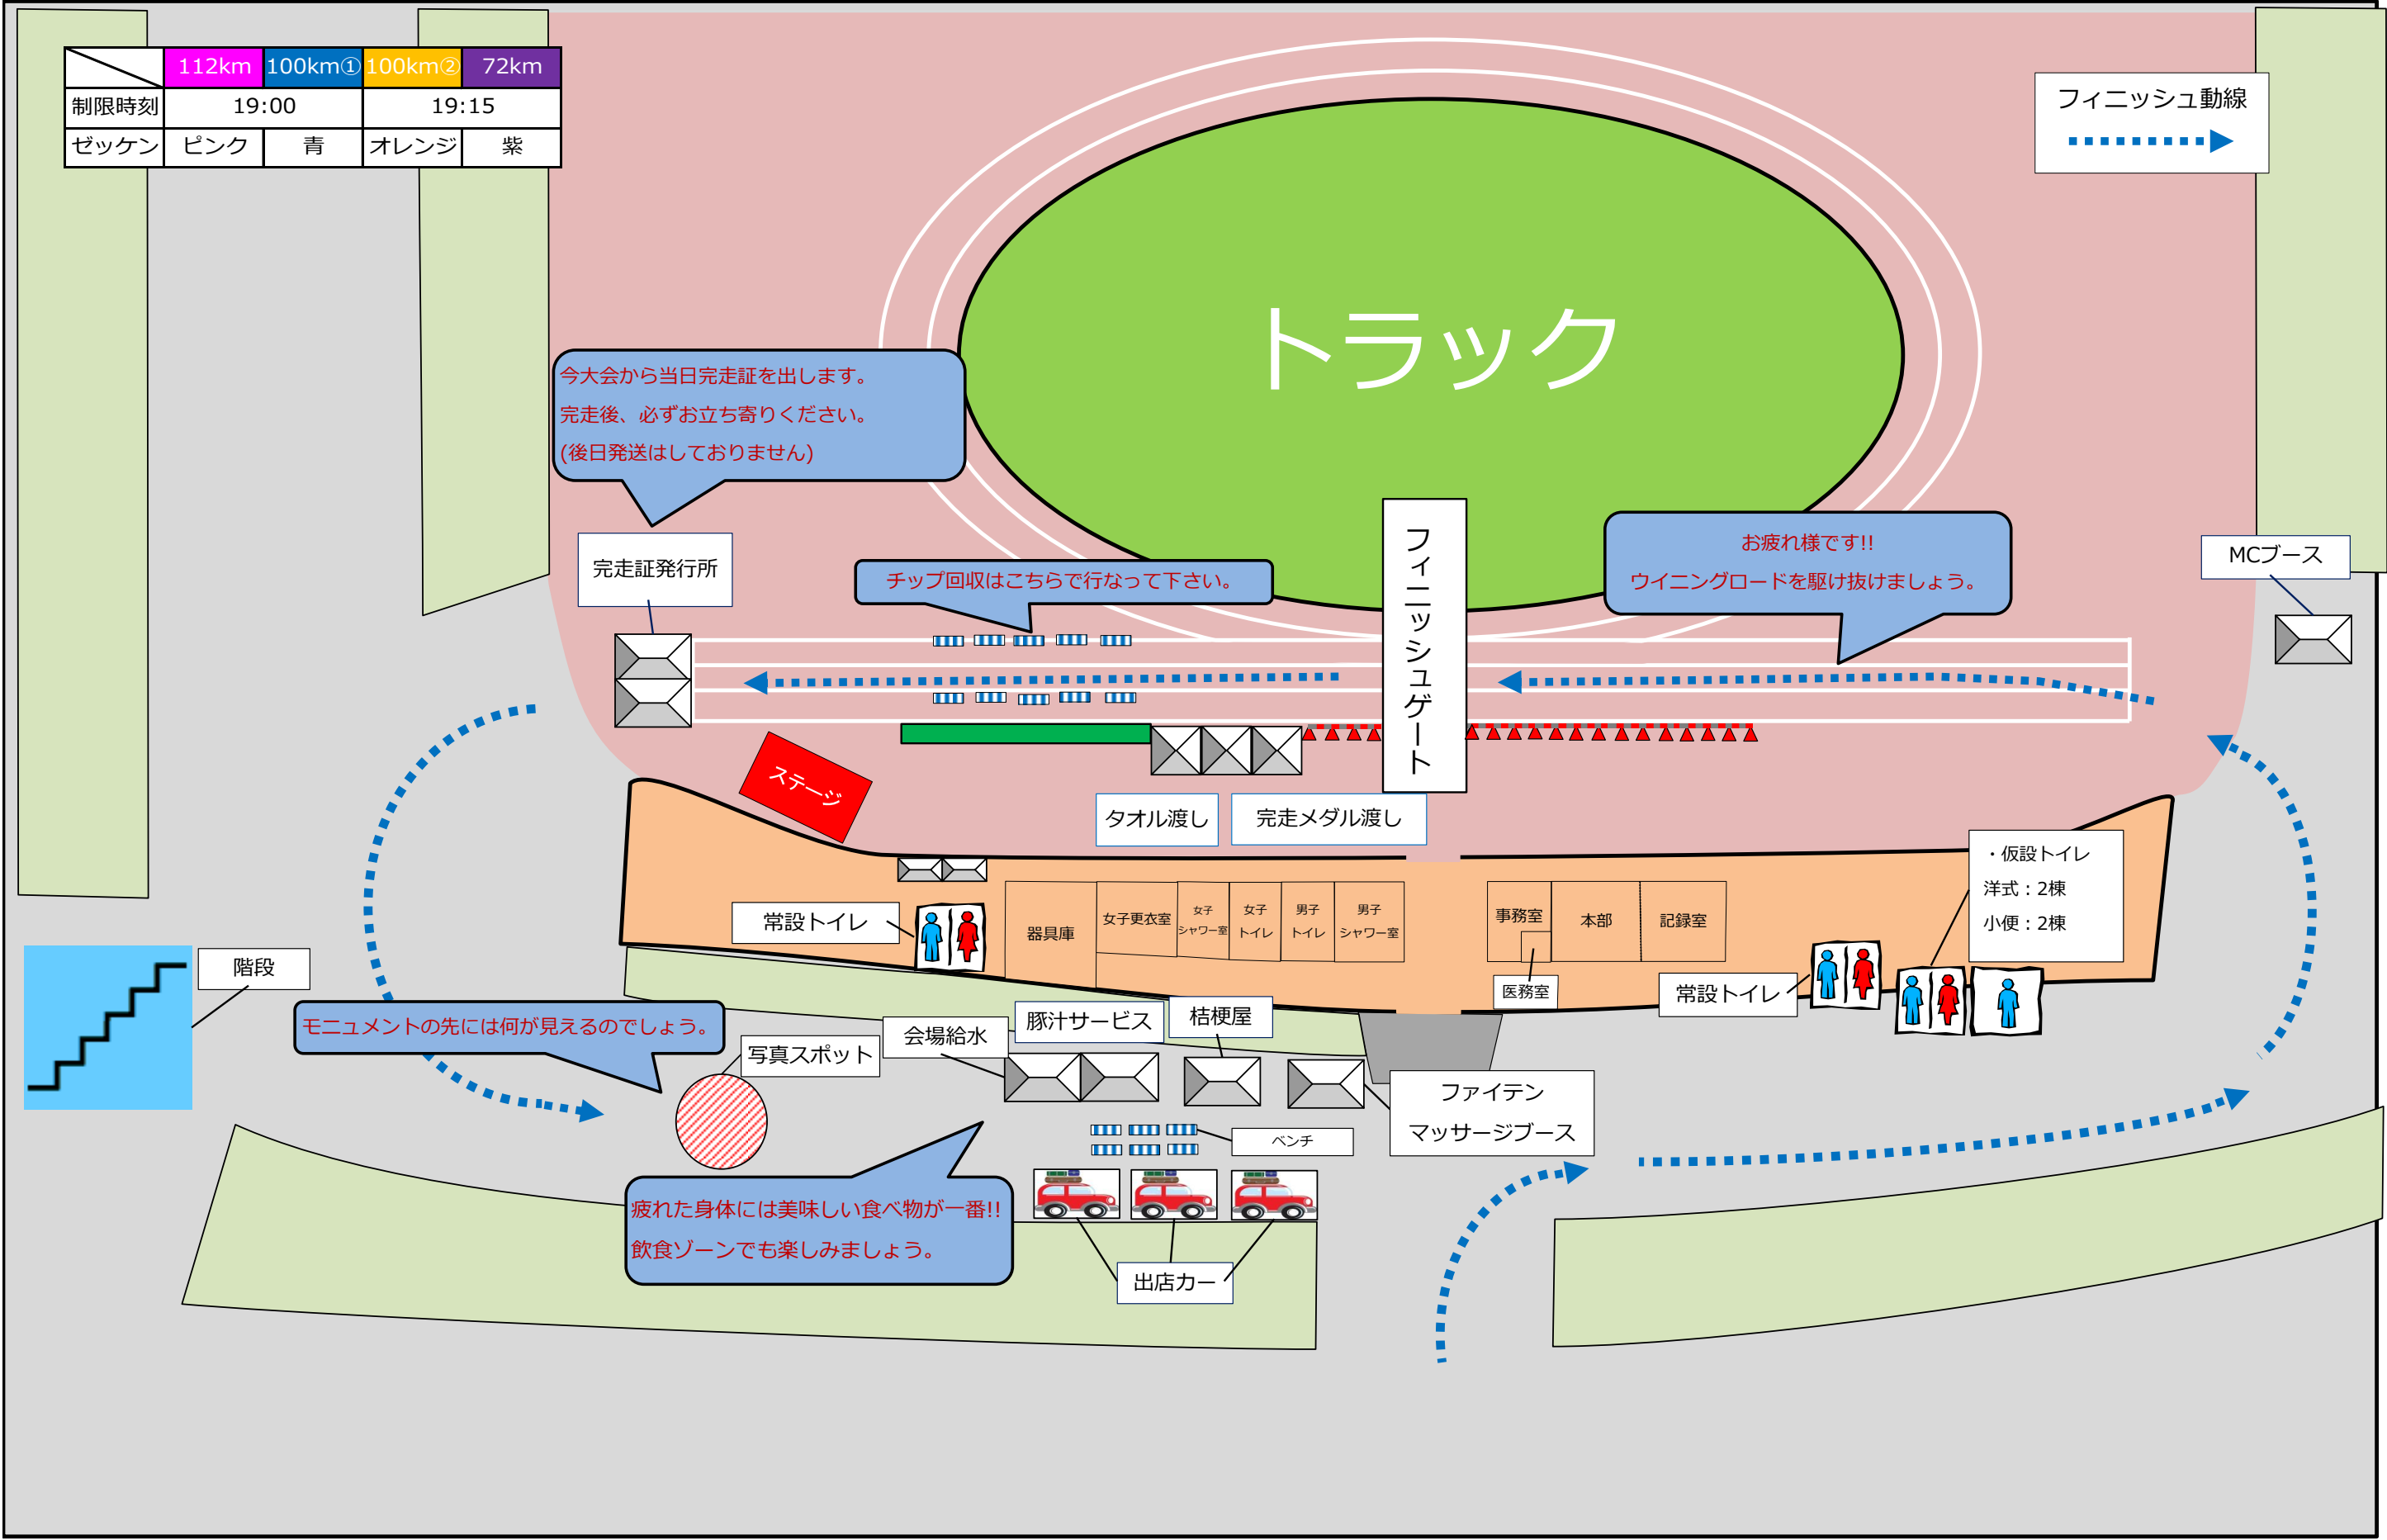 112km 100km① 100km② 72km
制限時刻 19:00 19:15
ゼッケン ピンク 青 オレンジ 紫
フィニッシュ動線
トラック
今大会から当日完走証を出します。
完走後、必ずお立ち寄りください。
(後日発送はしておりません)
完走証発行所
チップ回収はこちらで行なって下さい。
フィニッシュゲート
お疲れ様です!!
ウイニングロードを駆け抜けましょう。
MCブース
ステージ
タオル渡し
完走メダル渡し
・仮設トイレ
洋式：2棟
小便：2棟
常設トイレ
器具庫
女子更衣室
女子
シャワー室
女子
トイレ
男子
トイレ
男子
シャワー室
事務室
本部
記録室
医務室
常設トイレ
階段
モニュメントの先には何が見えるのでしょう。
写真スポット
会場給水
豚汁サービス
桔梗屋
ファイテン
マッサージブース
ベンチ
疲れた身体には美味しい食べ物が一番!!
飲食ゾーンでも楽しみましょう。
出店カー